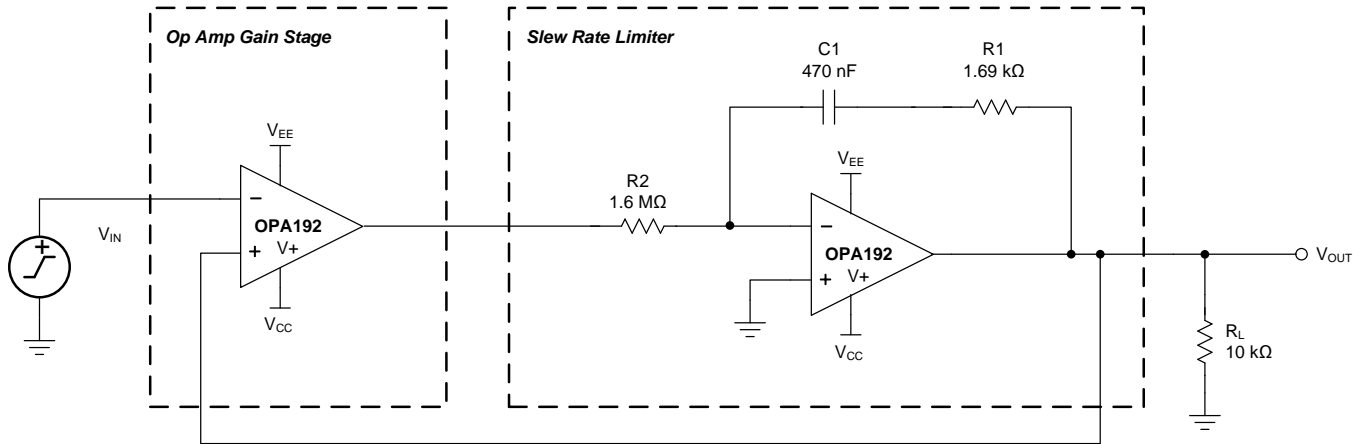 Op Amp Gain Stage
Slew Rate Limiter
C1
470 nF
R1
1.69 kΩ
VEE
VEE
R2
1.6 MΩ
–
OPA192
+
V+
VIN
+
–
OPA192
+
V+
VOUT
VCC
VCC
RL
10 kΩ